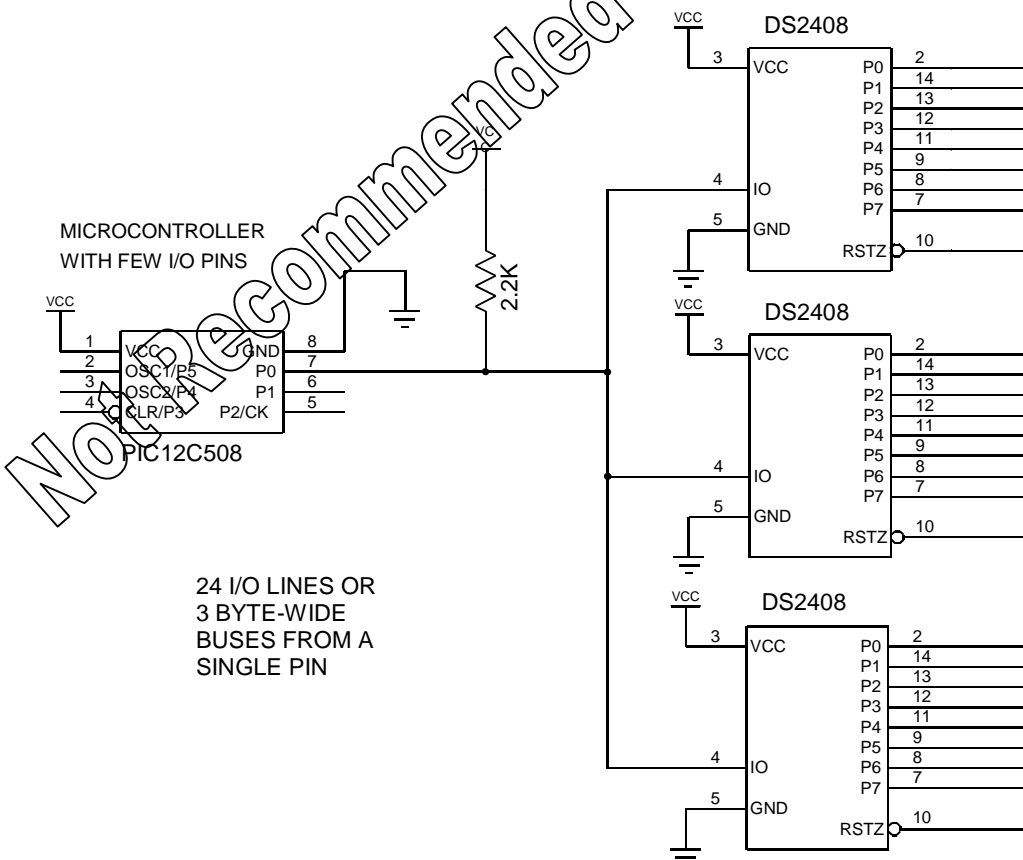 Not Recommended
MICROCONTROLLER
WITH FEW I/O PINS
VCC
1
2
3
4
VCC
OSC1/P5
OSC2/P4
CLR/P3
GND
P0
P1
P2/CK
8
7
6
5
PIC12C508
VC
C
2.2K
24 I/O LINES OR
3 BYTE-WIDE
BUSES FROM A
SINGLE PIN
VCC
DS2408
3
4
5
VCC
IO
GND
P0
P1
P2
P3
P4
P5
P6
P7
RSTZ
2
14
13
12
11
9
8
7
10
VCC
DS2408
3
4
5
VCC
IO
GND
P0
P1
P2
P3
P4
P5
P6
P7
RSTZ
2
14
13
12
11
9
8
7
10
VCC
DS2408
3
4
5
VCC
IO
GND
P0
P1
P2
P3
P4
P5
P6
P7
RSTZ
2
14
13
12
11
9
8
7
10